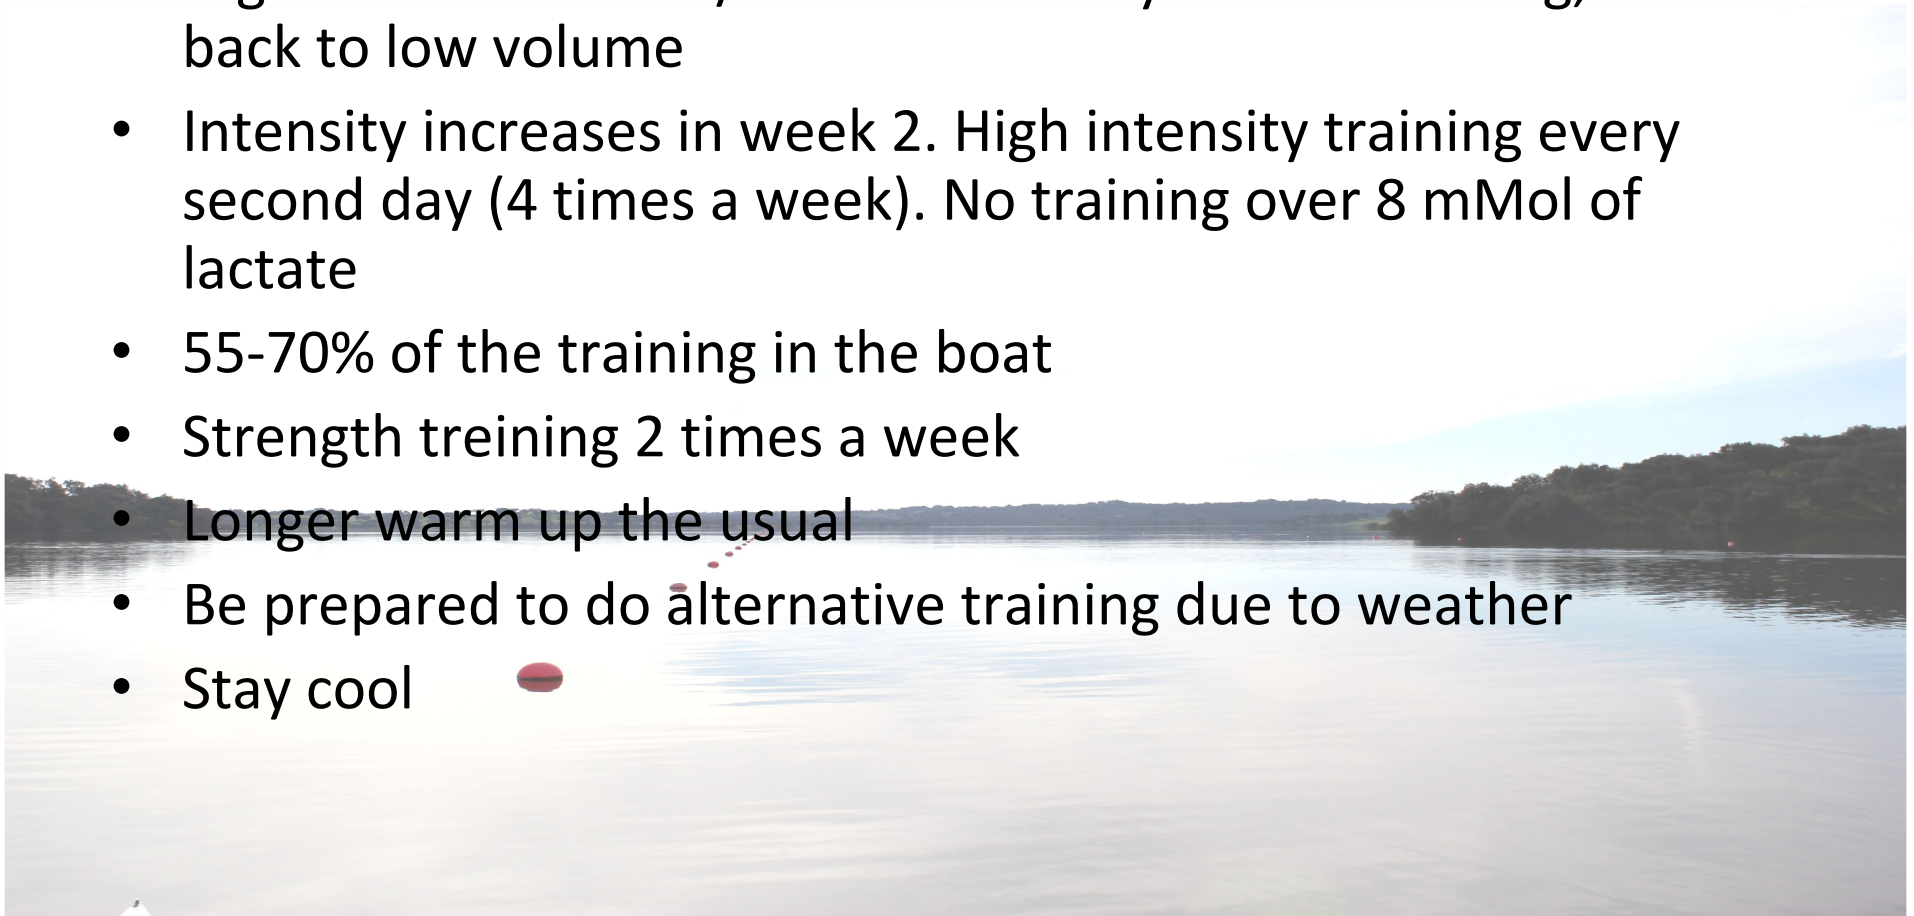 back to low volume
• Intensity increases in week 2. High intensity training every
second day (4 times a week). No training over 8 mMol of
lactate
• 55-70% of the training in the boat
• Strength treining 2 times a week
• Longer warm up the usual
• Be prepared to do alternative training due to weather
• Stay cool